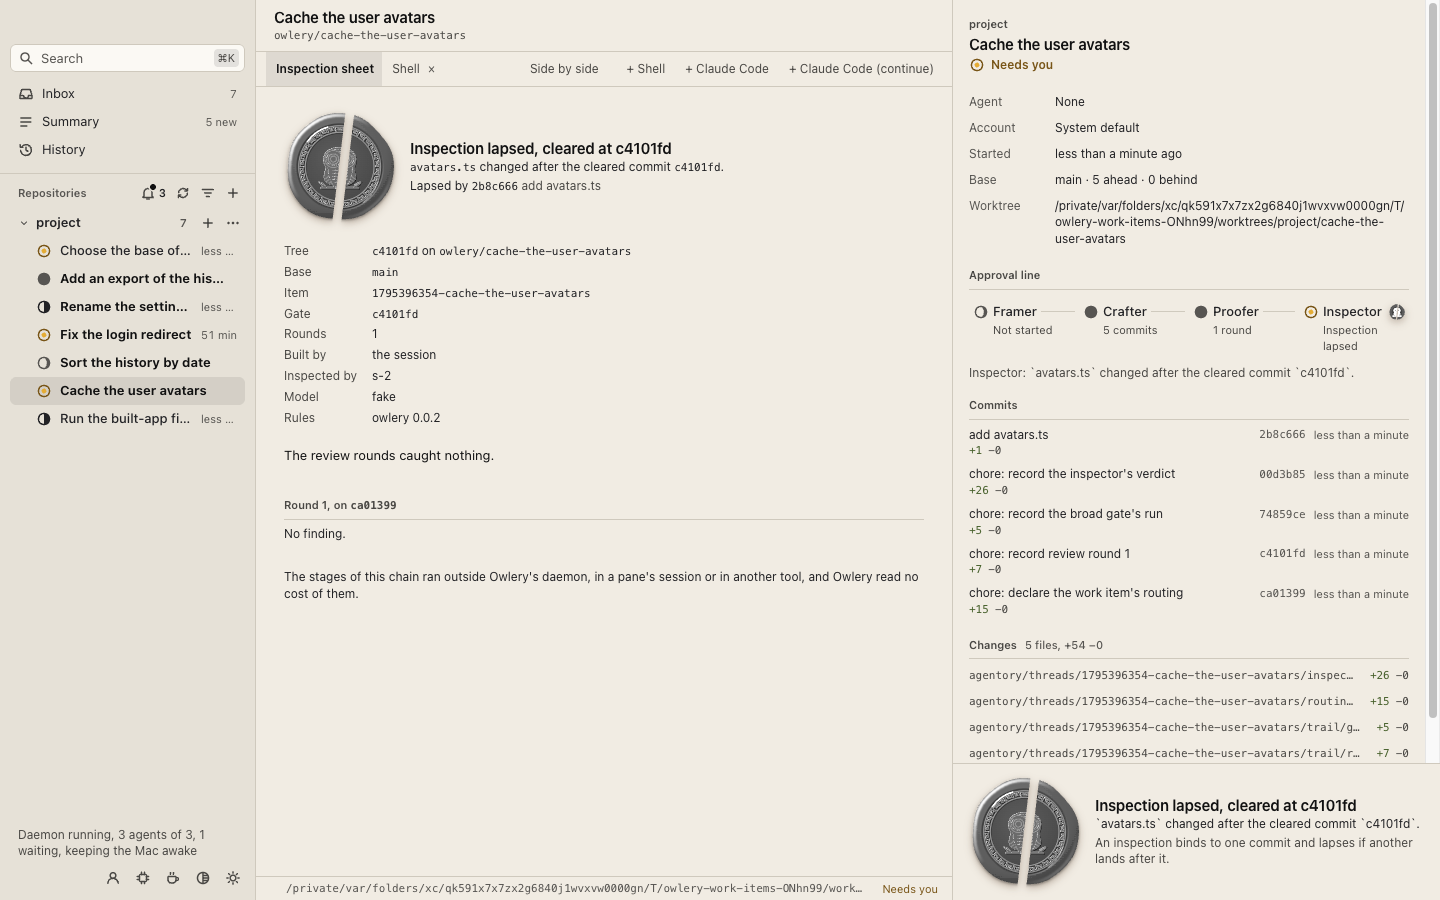 Search ⌘K
Inbox 7
Summary 5 new
History
Repositories 3
project 7
Choose the base of... less ...
Add an export of the his...
Rename the settin... less ...
Fix the login redirect 51 min
Sort the history by date
Cache the user avatars
Run the built-app fi... less ...
Daemon running, 3 agents of 3, 1
waiting, keeping the Mac awake
Cache the user avatars
owlery/cache-the-user-avatars
Inspection sheet Shell × Side by side + Shell + Claude Code + Claude Code (continue)
Inspection lapsed, cleared at c4101fd
avatars.ts changed after the cleared commit c4101fd.
Lapsed by 2b8c666 add avatars.ts
Tree c4101fd on owlery/cache-the-user-avatars
Base main
Item 1795396354-cache-the-user-avatars
Gate c4101fd
Rounds 1
Built by the session
Inspected by s-2
Model fake
Rules owlery 0.0.2
The review rounds caught nothing.
Round 1, on ca01399
No finding.
The stages of this chain ran outside Owlery's daemon, in a pane's session or in another tool, and Owlery read no
cost of them.
/private/var/folders/xc/qk591x7x7zx2g6840j1wvxvw0000gn/T/owlery-work-items-ONhn99/work... Needs you
project
Cache the user avatars
Needs you
Agent None
Account System default
Started less than a minute ago
Base main · 5 ahead · 0 behind
Worktree /private/var/folders/xc/qk591x7x7zx2g6840j1wvxvw0000gn/T/
owlery-work-items-ONhn99/worktrees/project/cache-the-
user-avatars
Approval line
Framer Crafter Proofer Inspector
Not started 5 commits 1 round Inspection
lapsed
Inspector: `avatars.ts` changed after the cleared commit `c4101fd`.
Commits
add avatars.ts 2b8c666 less than a minute
+1 −0
chore: record the inspector's verdict 00d3b85 less than a minute
+26 −0
chore: record the broad gate's run 74859ce less than a minute
+5 −0
chore: record review round 1 c4101fd less than a minute
+7 −0
chore: declare the work item's routing ca01399 less than a minute
+15 −0
Changes 5 files, +54 −0
agentory/threads/1795396354-cache-the-user-avatars/inspec... +26 −0
agentory/threads/1795396354-cache-the-user-avatars/routin... +15 −0
agentory/threads/1795396354-cache-the-user-avatars/trail/g... +5 −0
agentory/threads/1795396354-cache-the-user-avatars/trail/r... +7 −0
Inspection lapsed, cleared at c4101fd
`avatars.ts` changed after the cleared commit `c4101fd`.
An inspection binds to one commit and lapses if another
lands after it.